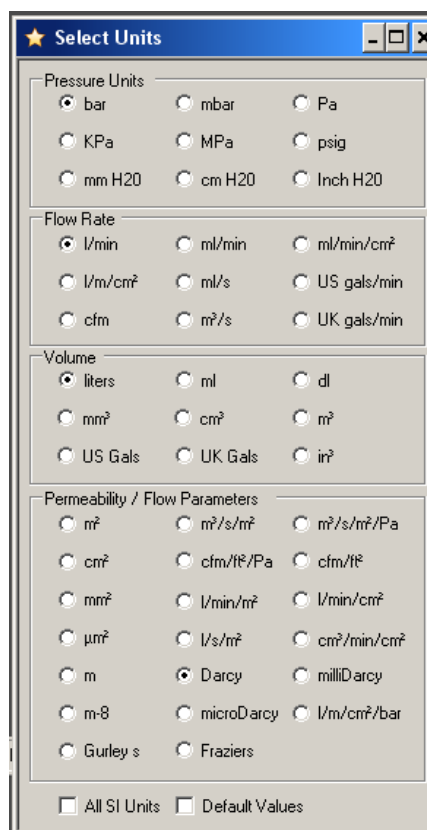 Select Units
Pressure Units
bar mbar Pa
KPa MPa psig
mm H20 cm H20 Inch H20
Flow Rate
l/min ml/min ml/min/cm²
l/m/cm² ml/s US gals/min
cfm m³/s UK gals/min
Volume
liters ml dl
mm³ cm³ m³
US Gals UK Gals in³
Permeability / Flow Parameters
m² m³/s/m² m³/s/m²/Pa
cm² cfm/ft²/Pa cfm/ft²
mm² l/min/m² l/min/cm²
µm² l/s/m² cm³/min/cm²
m Darcy milliDarcy
m-8 microDarcy l/m/cm²/bar
Gurley s Fraziers
All SI Units Default Values